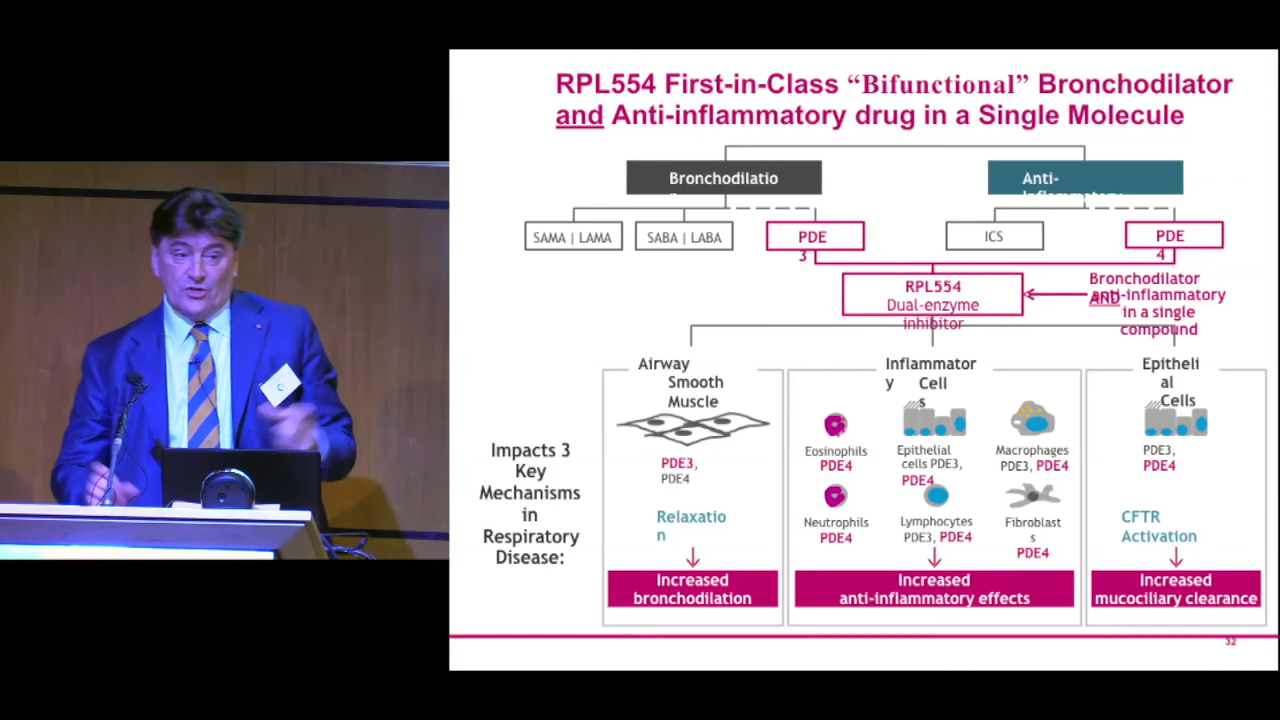 RPL554 First-in-Class “Bifunctional” Bronchodilator
and Anti-inflammatory drug in a Single Molecule
Bronchodilatio
Anti-
Inflammatory
SAMA | LAMA
SABA | LABA
PDE
3
ICS
PDE
4
RPL554
Dual-enzyme
inhibitor
Bronchodilator
AND
anti-inflammatory
in a single
compound
Impacts 3
Key
Mechanisms
in
Respiratory
Disease:
Airway
Smooth
Muscle
PDE3,
PDE4
Relaxatio
n
Increased
bronchodilation
Inflammator
y Cell
s
Eosinophils
PDE4
Epithelial
cells PDE3,
PDE4
Macrophages
PDE3, PDE4
Neutrophils
PDE4
Lymphocytes
PDE3, PDE4
Fibroblast
s
PDE4
Increased
anti-inflammatory effects
Epitheli
al
Cells
PDE3,
PDE4
CFTR
Activation
Increased
mucociliary clearance
32